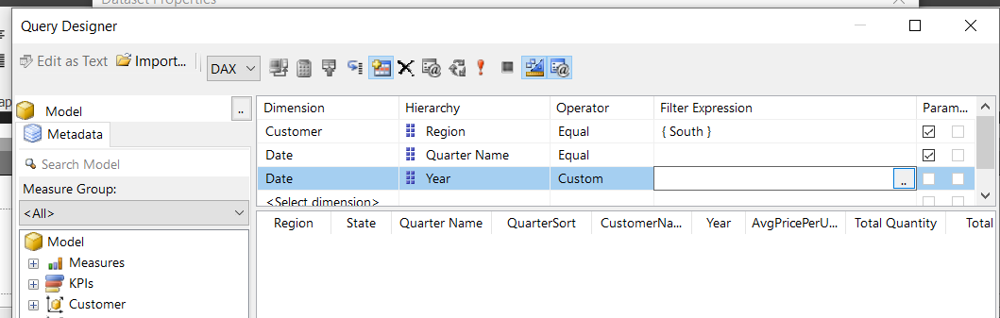 Dataset Properties
Query Designer
Edit as Text Import... DAX
Model ..
Metadata
Search Model
Measure Group:
<All>
Model
Measures
KPIs
Customer
Dimension Hierarchy Operator Filter Expression Param...
Customer Region Equal { South }
Date Quarter Name Equal
Date Year Custom ..
<Select dimension>
Region State Quarter Name QuarterSort CustomerNa... Year AvgPricePerU... Total Quantity Total